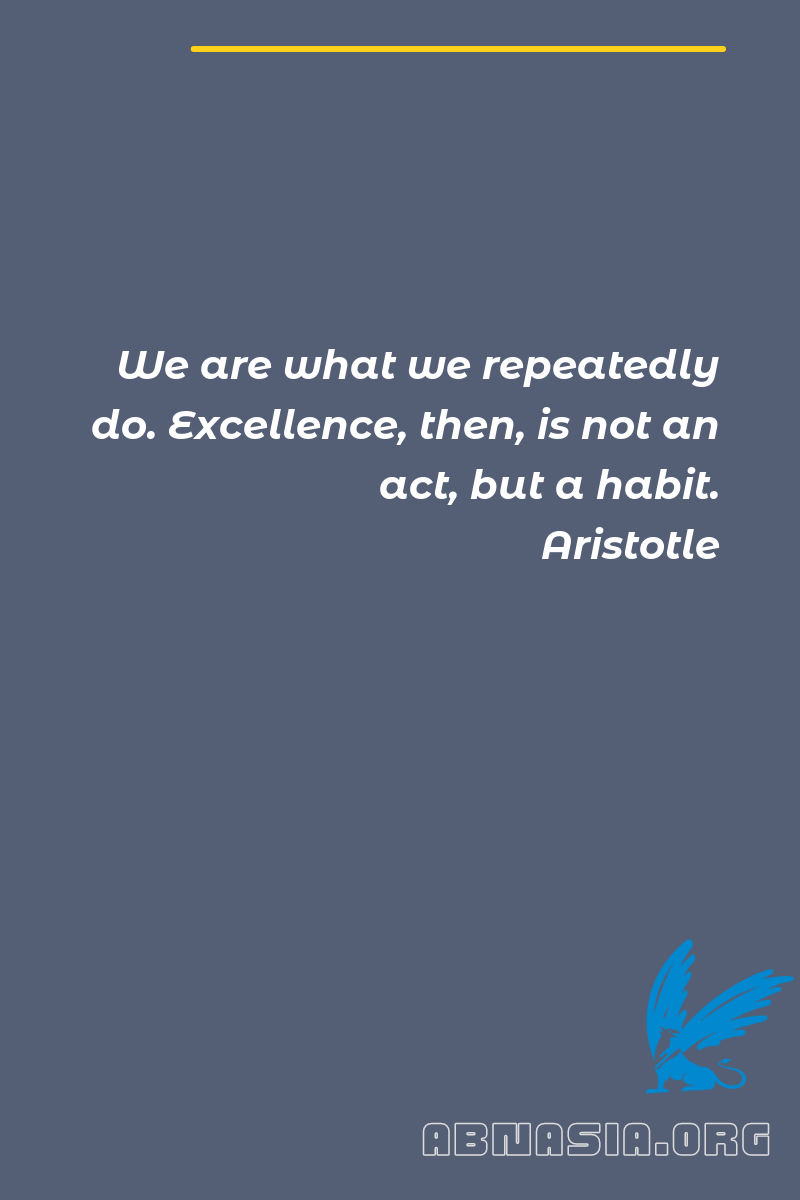 We are what we repeatedly
do. Excellence, then, is not an
act, but a habit.
Aristotle
ABNASIA.ORG